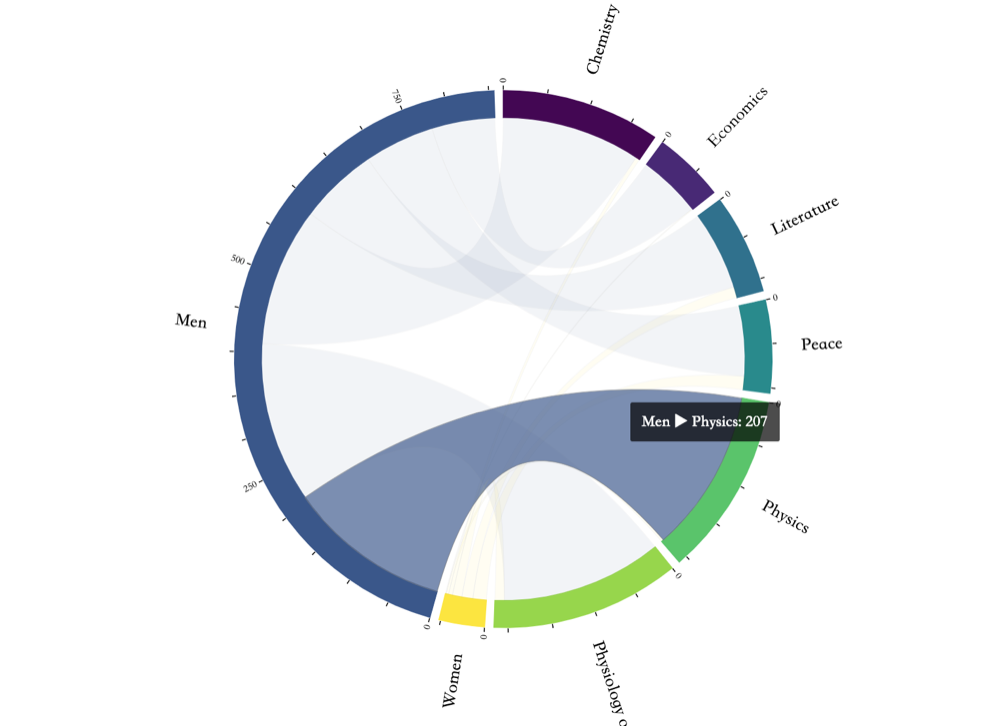 Chemistry
Economics
Literature
Peace
Physics
Physiology
Women
Men
0
0
0
0
0
0
0
0
250
500
750
Men ▶ Physics: 207